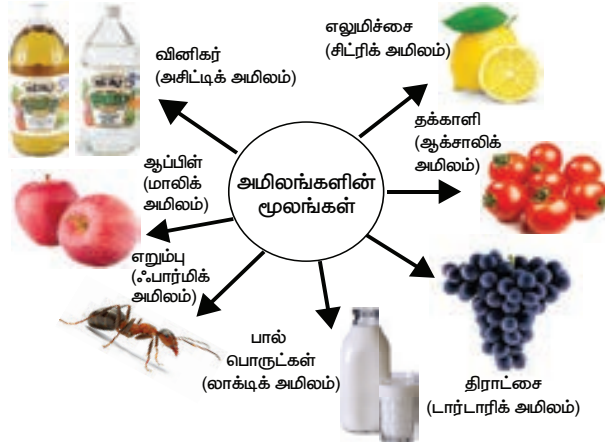 வினிகர்
(அசிட்டிக் அமிலம்)
எலுமிச்சை
(சிட்ரிக் அமிலம்)
தக்காளி
(ஆக்சாலிக்
அமிலம்)
ஆப்பிள்
(மாலிக்
அமிலம்)
அமிலங்களின்
மூலங்கள்
எறும்பு
(ஃபார்மிக்
அமிலம்)
பால்
பொருட்கள்
(லாக்டிக் அமிலம்)
திராட்சை
(டார்டாரிக் அமிலம்)